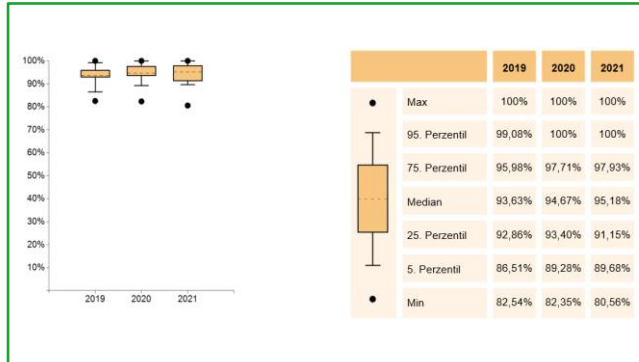 100%
90%
80%
70%
60%
50%
40%
30%
20%
10%
2019 2020 2021
2019 2020 2021
Max 100% 100% 100%
95. Perzentil 99,08% 100% 100%
75. Perzentil 95,98% 97,71% 97,93%
Median 93,63% 94,67% 95,18%
25. Perzentil 92,86% 93,40% 91,15%
5. Perzentil 86,51% 89,28% 89,68%
Min 82,54% 82,35% 80,56%